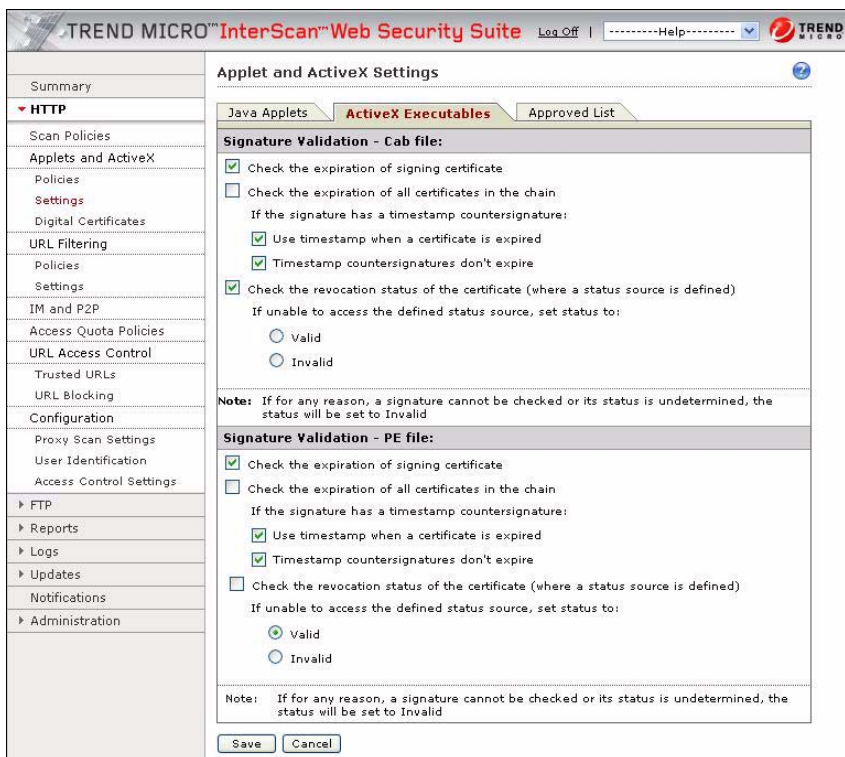 TREND MICRO™ InterScan™ Web Security Suite Log Off | ---------Help--------- TREND MICRO
Summary
HTTP
Scan Policies
Applets and ActiveX
Policies
Settings
Digital Certificates
URL Filtering
Policies
Settings
IM and P2P
Access Quota Policies
URL Access Control
Trusted URLs
URL Blocking
Configuration
Proxy Scan Settings
User Identification
Access Control Settings
FTP
Reports
Logs
Updates
Notifications
Administration
Applet and ActiveX Settings
Java Applets ActiveX Executables Approved List
Signature Validation - Cab file:
Check the expiration of signing certificate
Check the expiration of all certificates in the chain
If the signature has a timestamp countersignature:
Use timestamp when a certificate is expired
Timestamp countersignatures don't expire
Check the revocation status of the certificate (where a status source is defined)
If unable to access the defined status source, set status to:
Valid
Invalid
Note: If for any reason, a signature cannot be checked or its status is undetermined, the
status will be set to Invalid
Signature Validation - PE file:
Check the expiration of signing certificate
Check the expiration of all certificates in the chain
If the signature has a timestamp countersignature:
Use timestamp when a certificate is expired
Timestamp countersignatures don't expire
Check the revocation status of the certificate (where a status source is defined)
If unable to access the defined status source, set status to:
Valid
Invalid
Note: If for any reason, a signature cannot be checked or its status is undetermined, the
status will be set to Invalid
Save Cancel